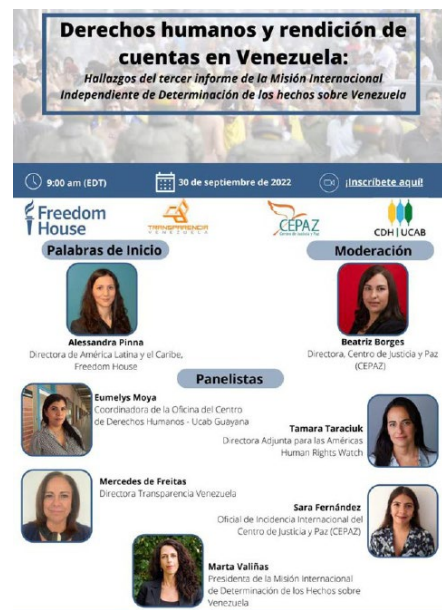 Derechos humanos y rendición de
cuentas en Venezuela:
Hallazgos del tercer informe de la Misión Internacional
Independiente de Determinación de los hechos sobre
Venezuela
9:00 am (EDT)
30 de septiembre de 2022
¡Inscríbete aquí!
Freedom
House
TRANSPARENCIA
VENEZUELA
CEPAZ
Centro de Justicia y Paz
CDH | UCAB
Palabras de Inicio
Moderación
Alessandra Pinna
Directora de América Latina y el Caribe,
Freedom House
Beatriz Borges
Directora, Centro de Justicia y Paz
(CEPAZ)
Panelistas
Eumelys Moya
Coordinadora de la Oficina del Centro
de Derechos Humanos - Ucab Guayana
Tamara Taraciuk
Directora Adjunta para las Américas
Human Rights Watch
Mercedes de Freitas
Directora Transparencia Venezuela
Sara Fernández
Oficial de Incidencia Internacional del
Centro de Justicia y Paz (CEPAZ)
Marta Valiñas
Presidenta de la Misión Internacional
de Determinación de los Hechos sobre
Venezuela